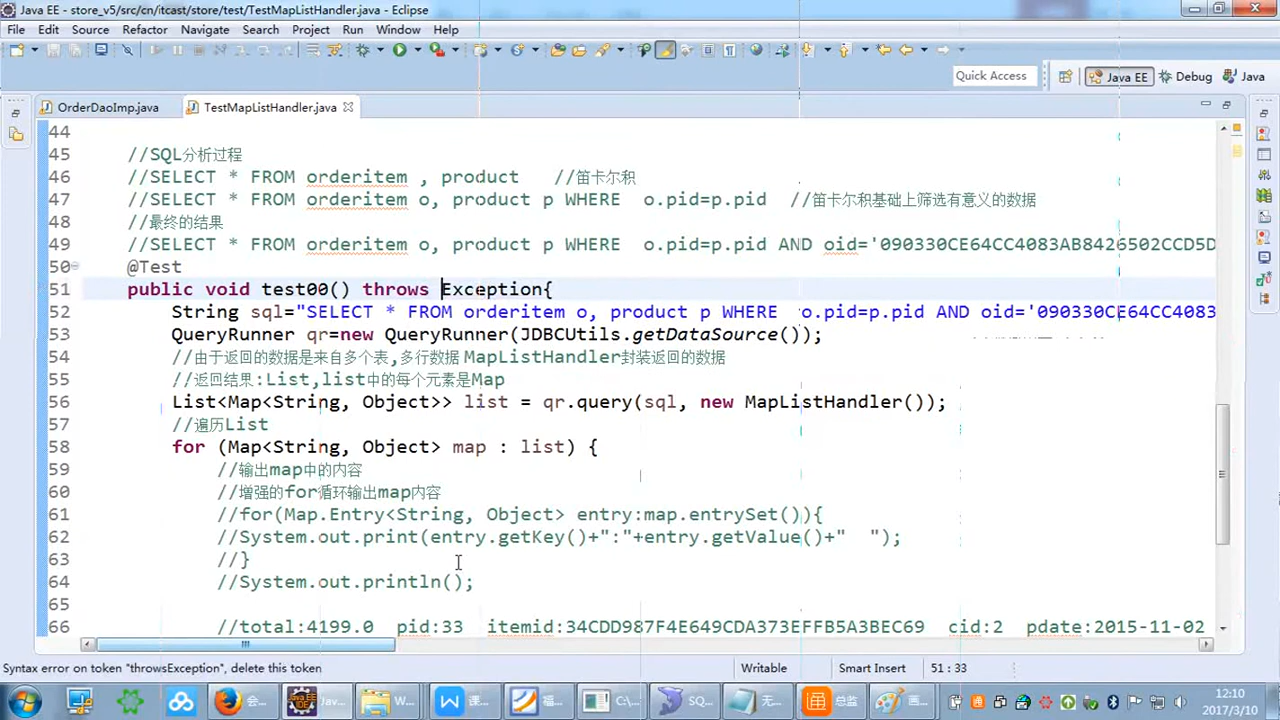 Java EE - store_v5/src/cn/itcast/store/test/TestMapListHandler.java - Eclipse
File Edit Source Refactor Navigate Search Project Run Window Help
Quick Access Java EE Debug Java
OrderDaoImp.java TestMapListHandler.java
44
45 //SQL分析过程
46 //SELECT * FROM orderitem , product //笛卡尔积
47 //SELECT * FROM orderitem o, product p WHERE o.pid=p.pid //笛卡尔积基础上筛选有意义的数据
48 //最终的结果
49 //SELECT * FROM orderitem o, product p WHERE o.pid=p.pid AND oid='090330CE64CC4083AB8426502CCD5D
50 @Test
51 public void test00() throws Exception{
52 String sql="SELECT * FROM orderitem o, product p WHERE o.pid=p.pid AND oid='090330CE64CC4083
53 QueryRunner qr=new QueryRunner(JDBCUtils.getDataSource());
54 //由于返回的数据是来自多个表,多行数据 MapListHandler封装返回的数据
55 //返回结果:List,list中的每个元素是Map
56 List<Map<String, Object>> list = qr.query(sql, new MapListHandler());
57 //遍历List
58 for (Map<String, Object> map : list) {
59 //输出map中的内容
60 //增强的for循环输出map内容
61 //for(Map.Entry<String, Object> entry:map.entrySet()){
62 //System.out.print(entry.getKey()+":"+entry.getValue()+" ");
63 //}
64 //System.out.println();
65
66 //total:4199.0 pid:33 itemid:34CDD987F4E649CDA373EFFB5A3BEC69 cid:2 pdate:2015-11-02
Syntax error on token "throwsException", delete this token Writable Smart Insert 51 : 33
会... Java... W... 课... 福... C:\... SQ... 无... 总监 画...
12:10
2017/3/10